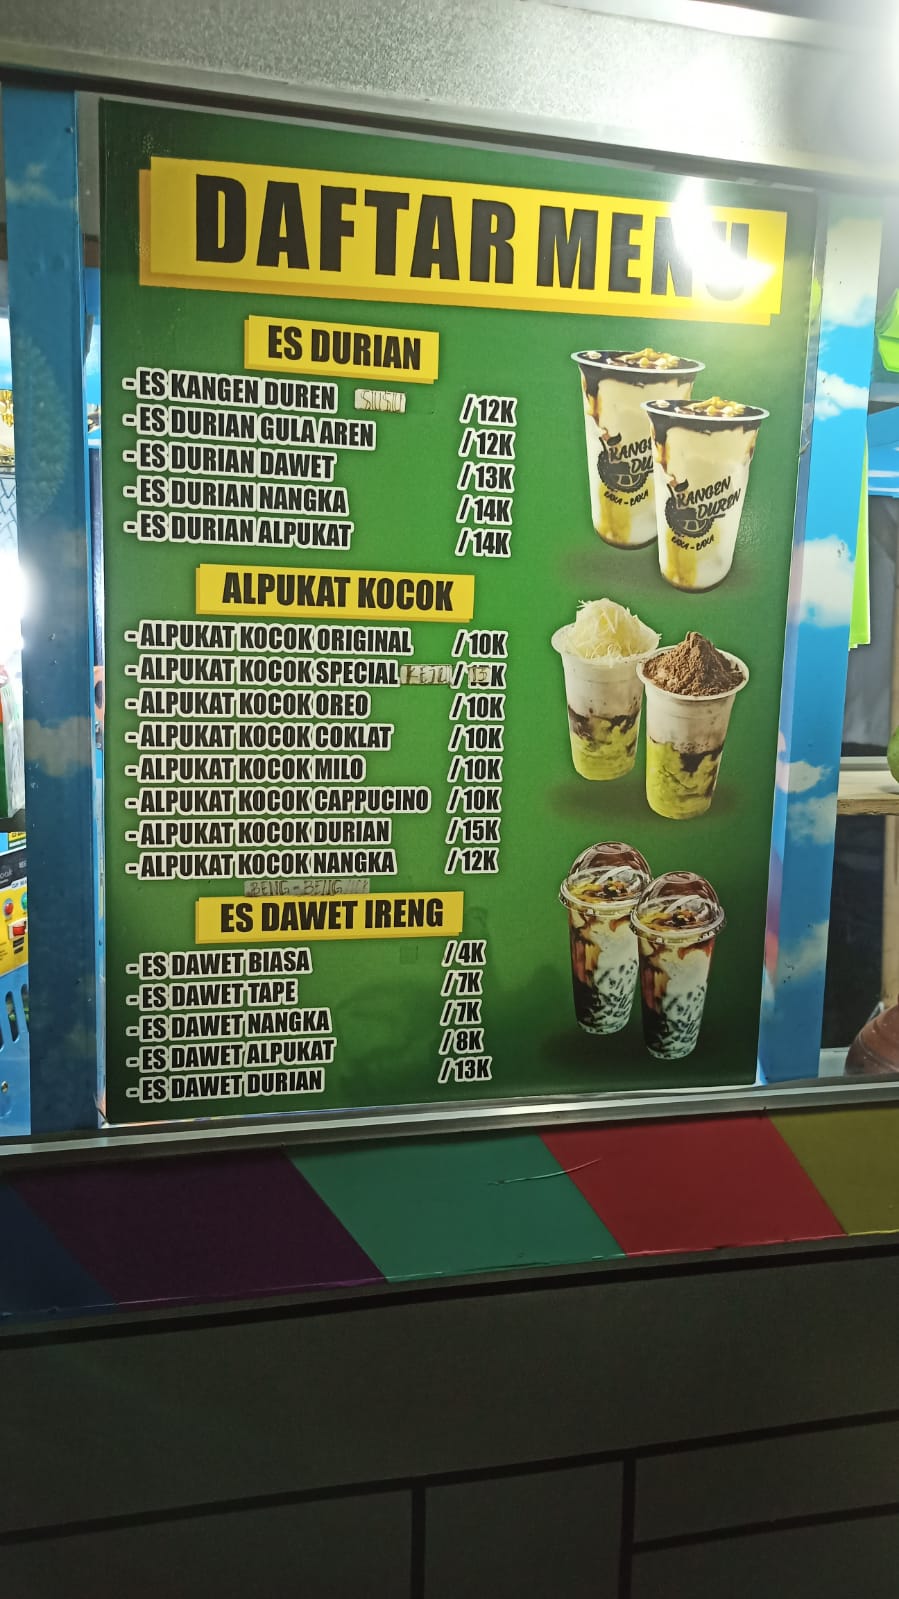 DAFTAR MENU
ES DURIAN
- ES KANGEN DUREN SUSU /12K
- ES DURIAN GULA AREN /12K
- ES DURIAN DAWET /13K
- ES DURIAN NANGKA /14K
- ES DURIAN ALPUKAT /14K
KANGEN
DUREN
KANGEN
DUREN
ALPUKAT KOCOK
- ALPUKAT KOCOK ORIGINAL /10K
- ALPUKAT KOCOK SPECIAL KEJU /13K
- ALPUKAT KOCOK OREO /10K
- ALPUKAT KOCOK COKLAT /10K
- ALPUKAT KOCOK MILO /10K
- ALPUKAT KOCOK CAPPUCINO /10K
- ALPUKAT KOCOK DURIAN /15K
- ALPUKAT KOCOK NANGKA /12K
BENG - BENG
ES DAWET IRENG
- ES DAWET BIASA /4K
- ES DAWET TAPE /7K
- ES DAWET NANGKA /7K
- ES DAWET ALPUKAT /8K
- ES DAWET DURIAN /13K